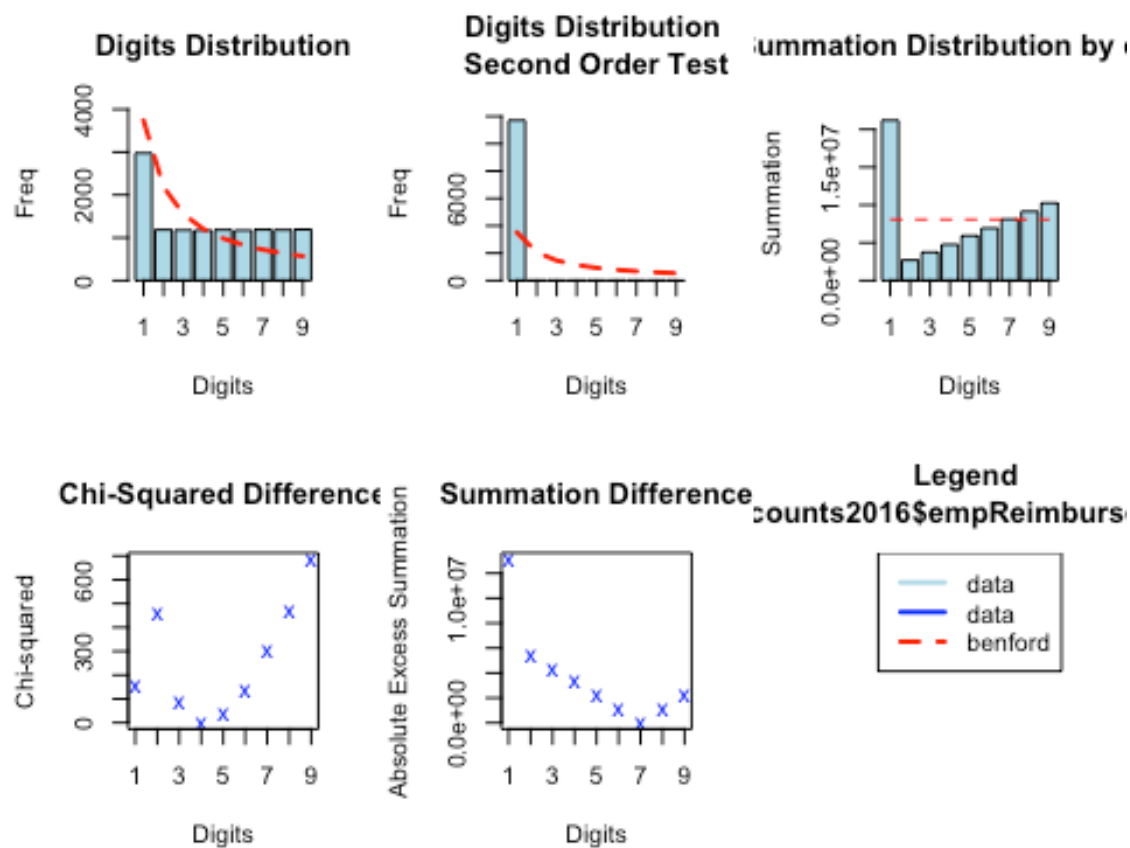 Digits Distribution
Freq
4000
2000
0
1 3 5 7 9
Digits
Digits Distribution
Second Order Test
Freq
6000
0
1 3 5 7 9
Digits
Summation Distribution by
Summation
1.5e+07
0.0e+00
1 3 5 7 9
Digits
Chi-Squared Difference
Chi-squared
600
300
0
1 3 5 7 9
Digits
Summation Difference
Absolute Excess Summation
1.0e+07
0.0e+00
1 3 5 7 9
Digits
Legend
counts2016$empReimburs
data
data
benford